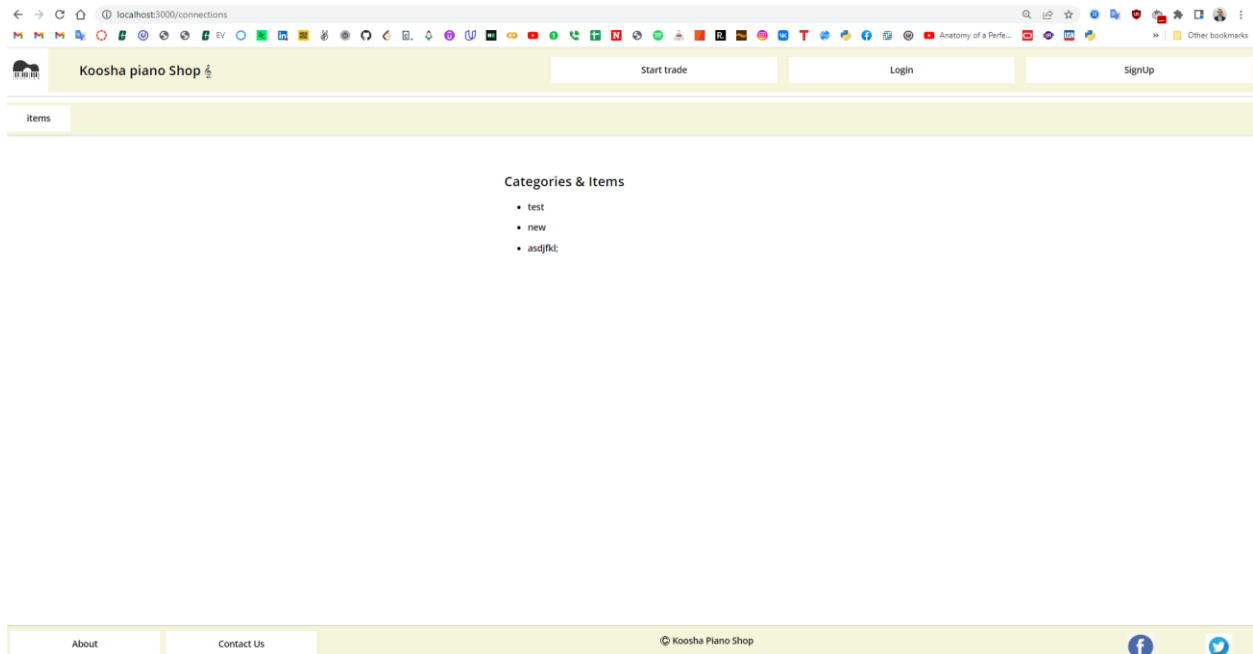 localhost:3000/connections
EV
Anatomy of a Perfe...
»
Other bookmarks
Koosha piano Shop 𝄞
Start trade
Login
SignUp
items
Categories & Items
• test
• new
• asdjfkl;
About
Contact Us
© Koosha Piano Shop